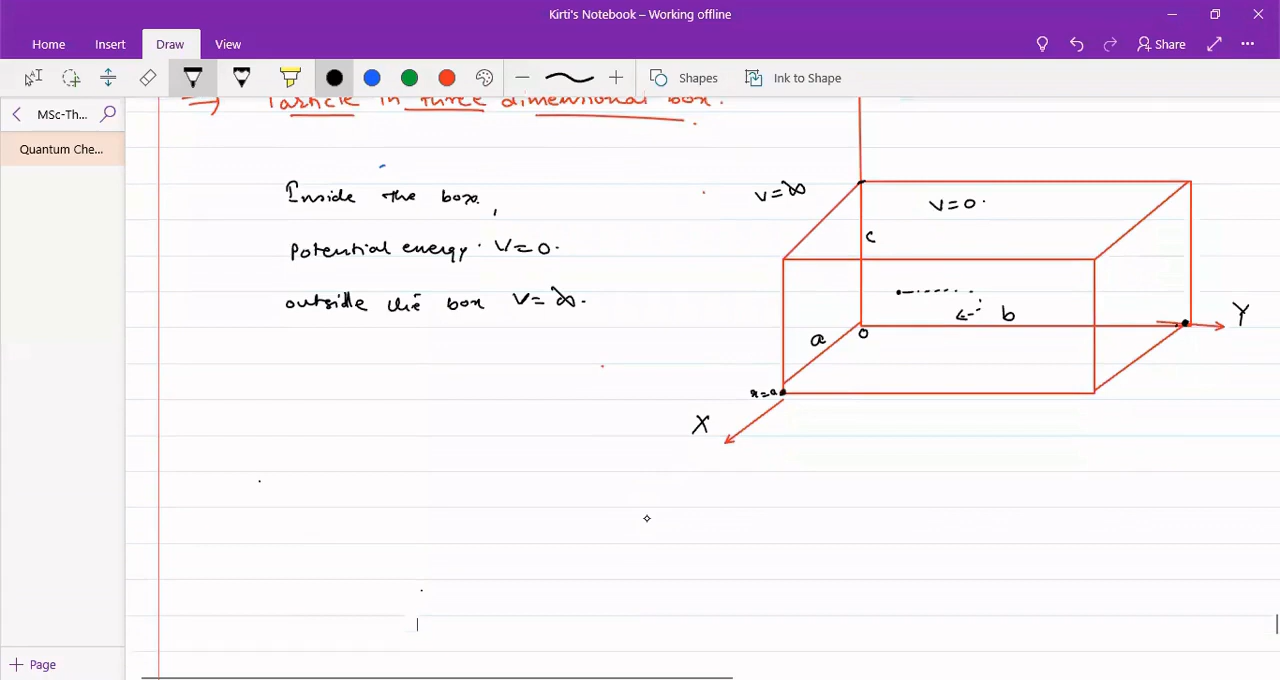 Kirti's Notebook – Working offline
Home Insert Draw View
Share
Shapes Ink to Shape
MSc-Th...
Quantum Che...
Particle in three dimensional box.
Inside the box,
Potential energy. V=0.
outside the box V=∞.
V=∞
V=0.
c
b
Y
a
0
x=a
X
Page